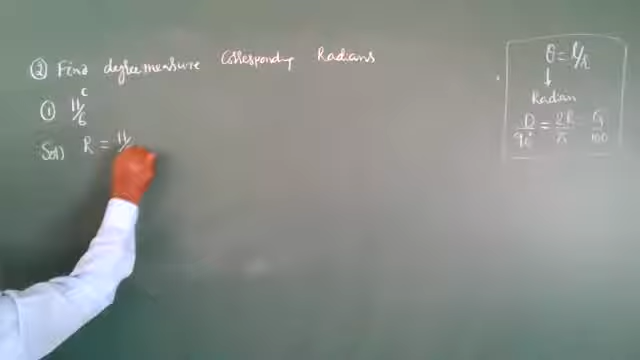 ② Find degree measure Corresponding Radians
① 11/6 c
Sol) R = 11/
θ = l/r
↓
Radian
D/90° = 2R/π = G/100